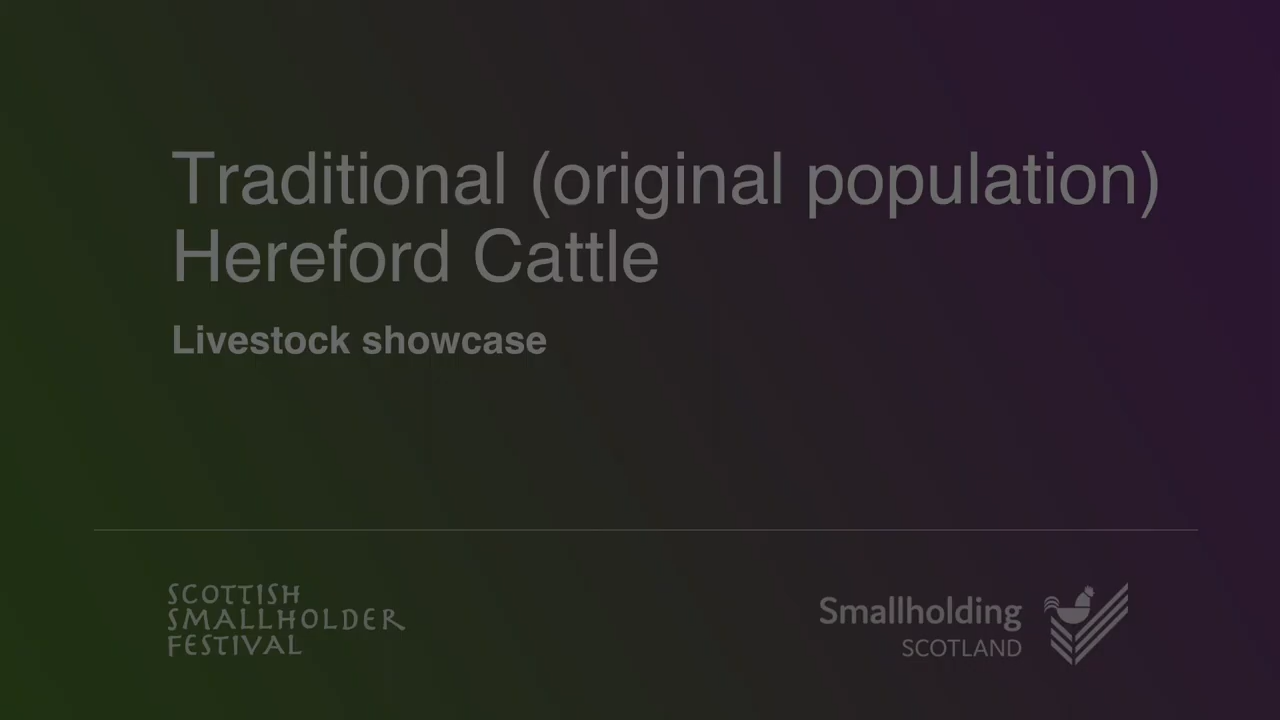 Traditional (original population)
Hereford Cattle
Livestock showcase
SCOTTISH
SMALLHOLDER
FESTIVAL
Smallholding
SCOTLAND